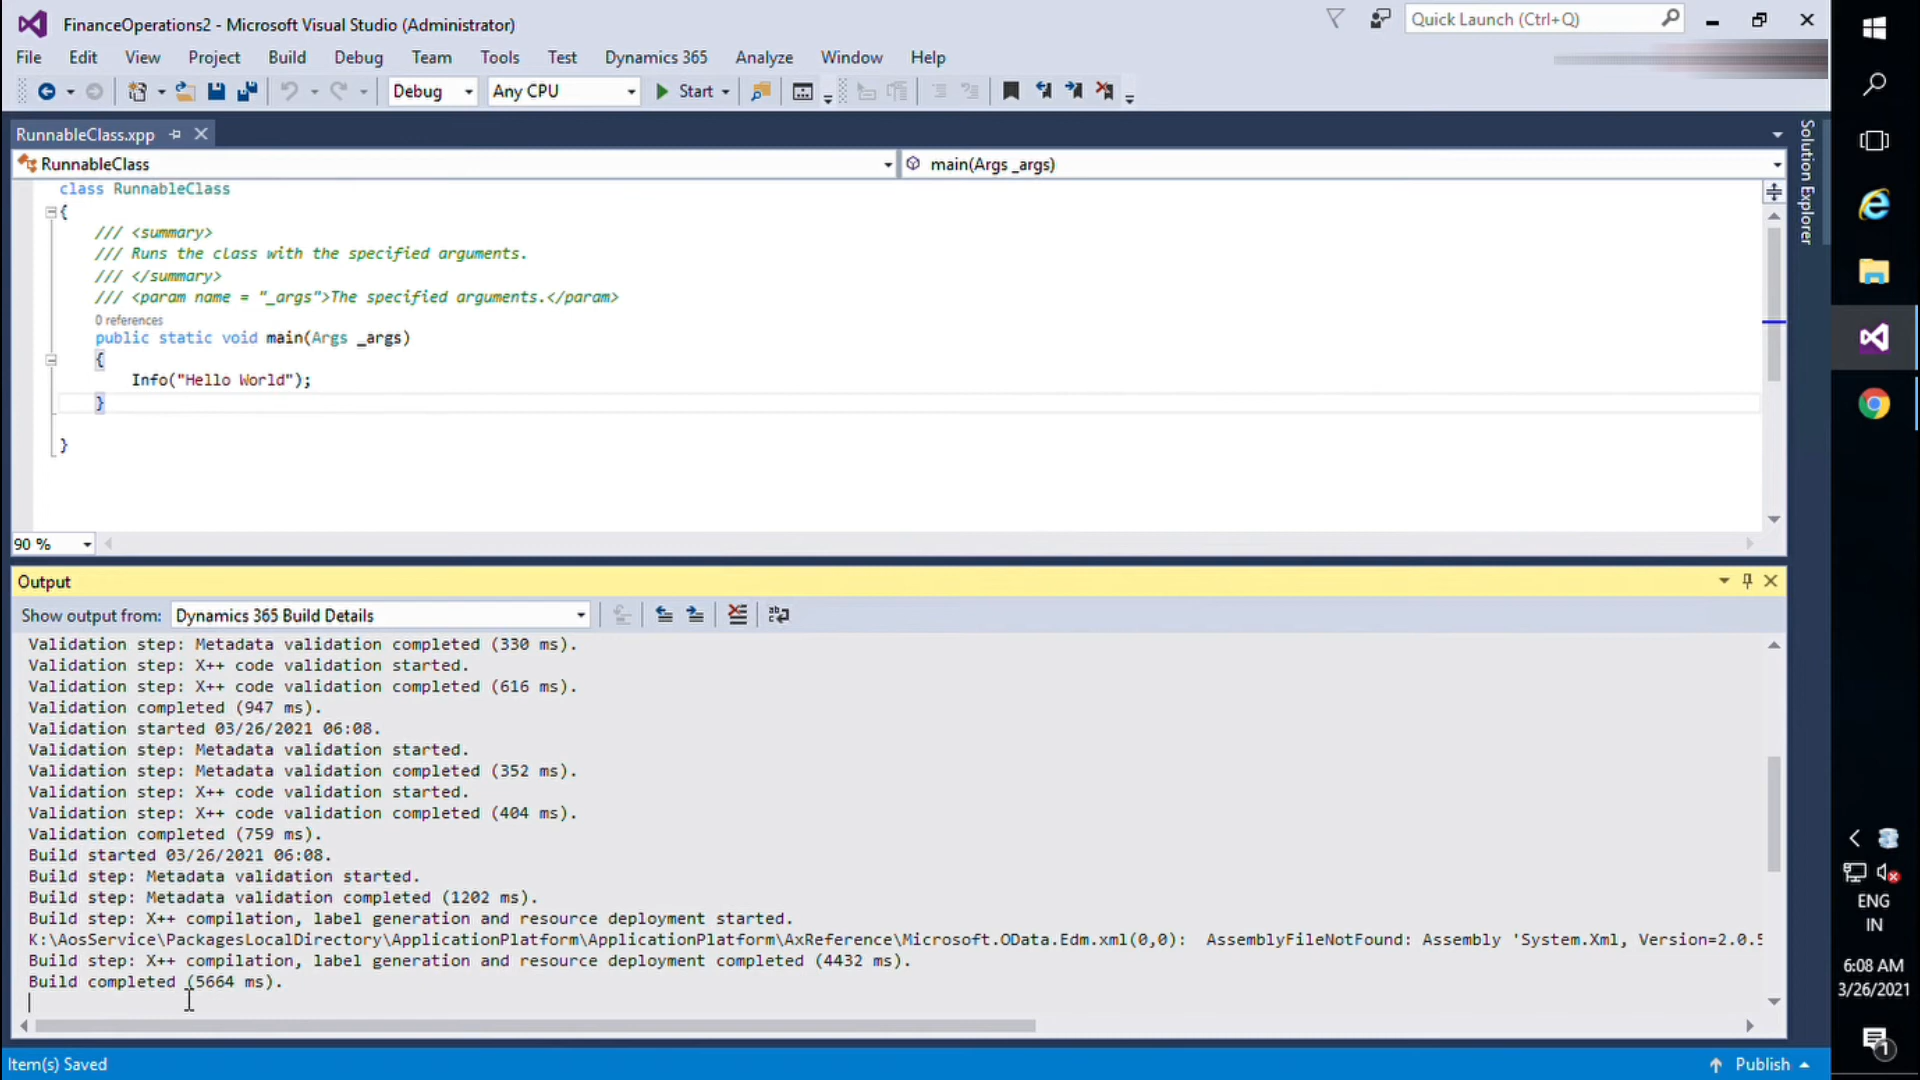 FinanceOperations2 - Microsoft Visual Studio (Administrator)
Quick Launch (Ctrl+Q)
File Edit View Project Build Debug Team Tools Test Dynamics 365 Analyze Window Help
Debug Any CPU Start
RunnableClass.xpp
RunnableClass main(Args _args)
class RunnableClass
{
/// <summary>
/// Runs the class with the specified arguments.
/// </summary>
/// <param name = "_args">The specified arguments.</param>
0 references
public static void main(Args _args)
{
Info("Hello World");
}
}
90 %
Solution Explorer
Output
Show output from: Dynamics 365 Build Details
Validation step: Metadata validation completed (330 ms).
Validation step: X++ code validation started.
Validation step: X++ code validation completed (616 ms).
Validation completed (947 ms).
Validation started 03/26/2021 06:08.
Validation step: Metadata validation started.
Validation step: Metadata validation completed (352 ms).
Validation step: X++ code validation started.
Validation step: X++ code validation completed (404 ms).
Validation completed (759 ms).
Build started 03/26/2021 06:08.
Build step: Metadata validation started.
Build step: Metadata validation completed (1202 ms).
Build step: X++ compilation, label generation and resource deployment started.
K:\AosService\PackagesLocalDirectory\ApplicationPlatform\ApplicationPlatform\AxReference\Microsoft.OData.Edm.xml(0,0): AssemblyFileNotFound: Assembly 'System.Xml, Version=2.0.5
Build step: X++ compilation, label generation and resource deployment completed (4432 ms).
Build completed (5664 ms).
Item(s) Saved
Publish
ENG
IN
6:08 AM
3/26/2021
1